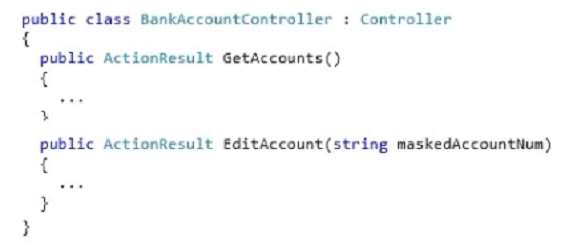 public class BankAccountController : Controller
{
public ActionResult GetAccounts()
{
...
}
public ActionResult EditAccount(string maskedAccountNum)
{
...
}
}